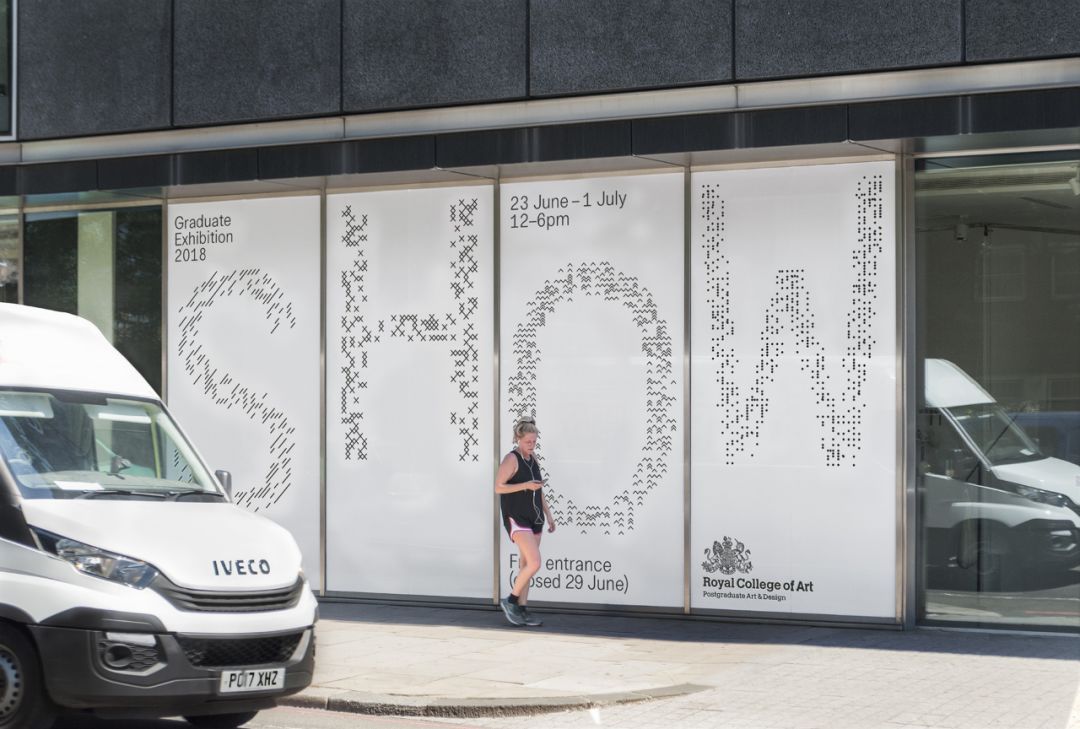 Graduate
Exhibition
2018
23 June – 1 July
12–6pm
SHOW
entrance
29 June)
Royal College of Art
Postgraduate Art & Design
IVECO
PO17 XHZ